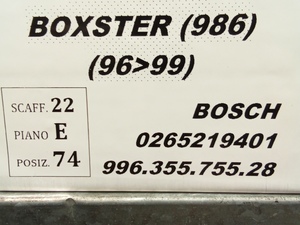 BOXSTER (986)
(96>99)
SCAFF. 22
PIANO E
POSIZ. 74
BOSCH
0265219401
996.355.755.28